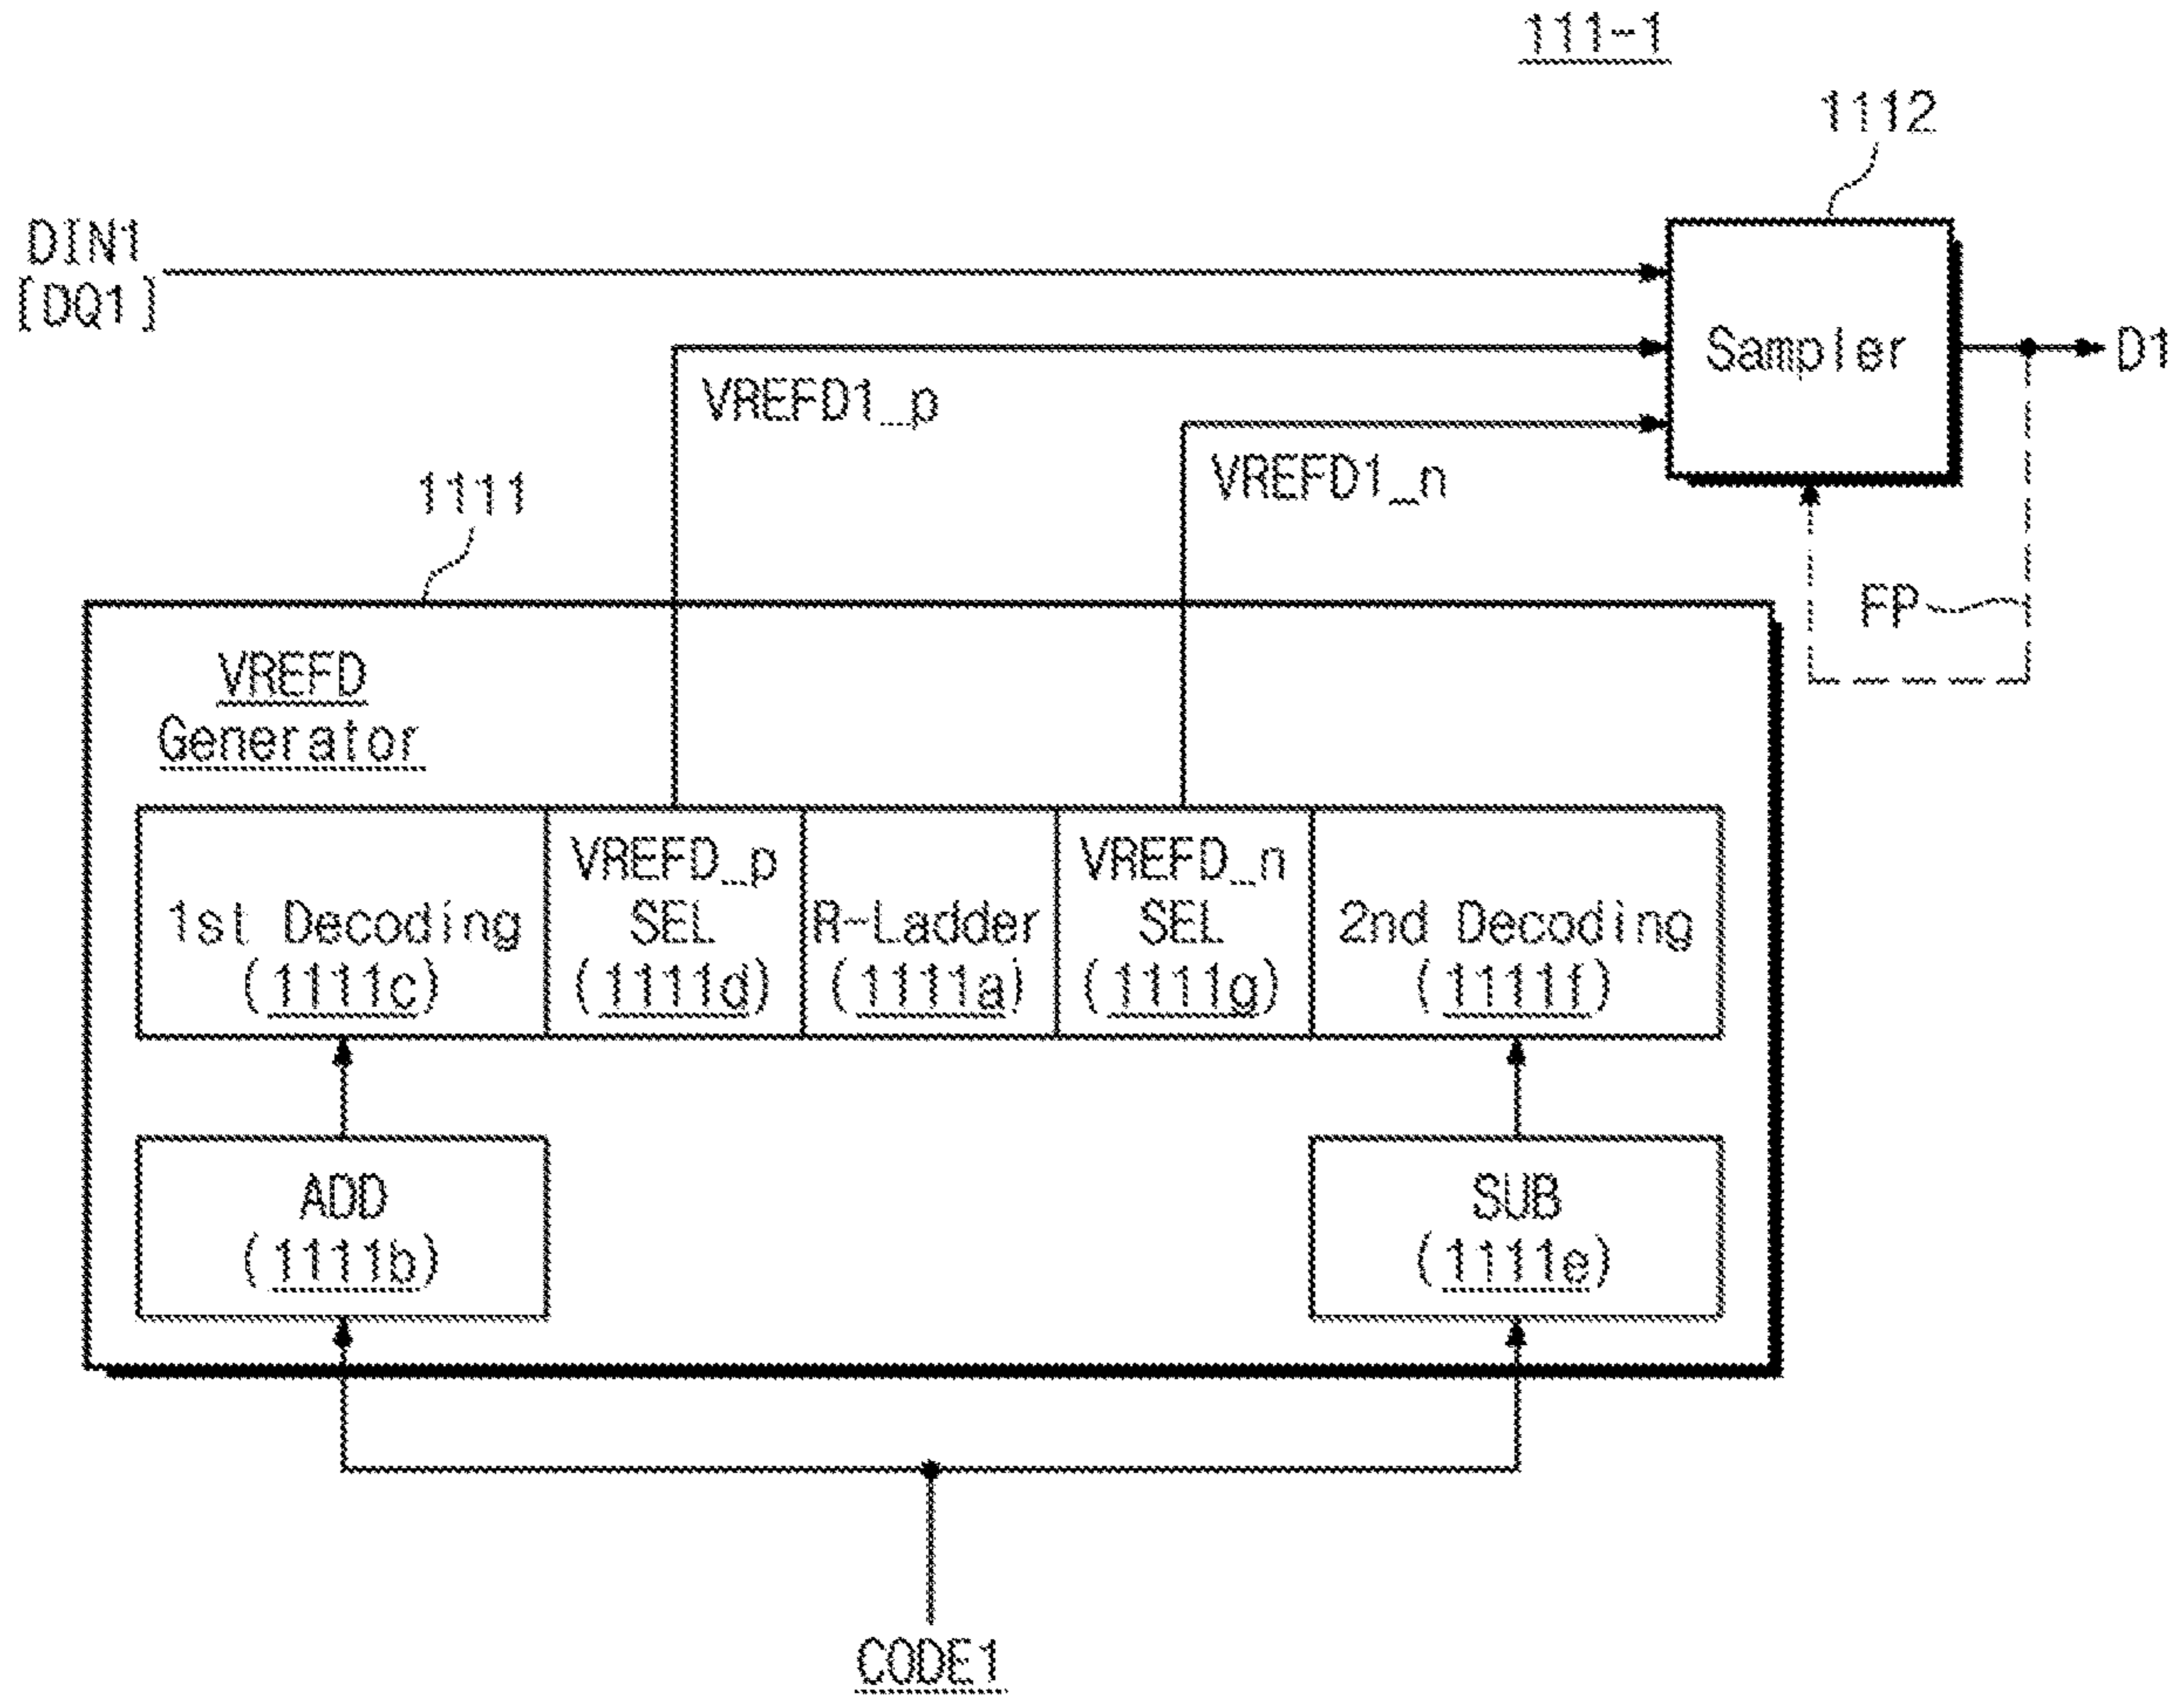 111-1
1112
DIN1
[DQ1]
Sampler
D1
VREFD1_p
VREFD1_n
1111
FP
VREFD
Generator
1st Decoding
(1111c)
VREFD_p
SEL
(1111d)
R-Ladder
(1111a)
VREFD_n
SEL
(1111g)
2nd Decoding
(1111f)
ADD
(1111b)
SUB
(1111e)
CODE1